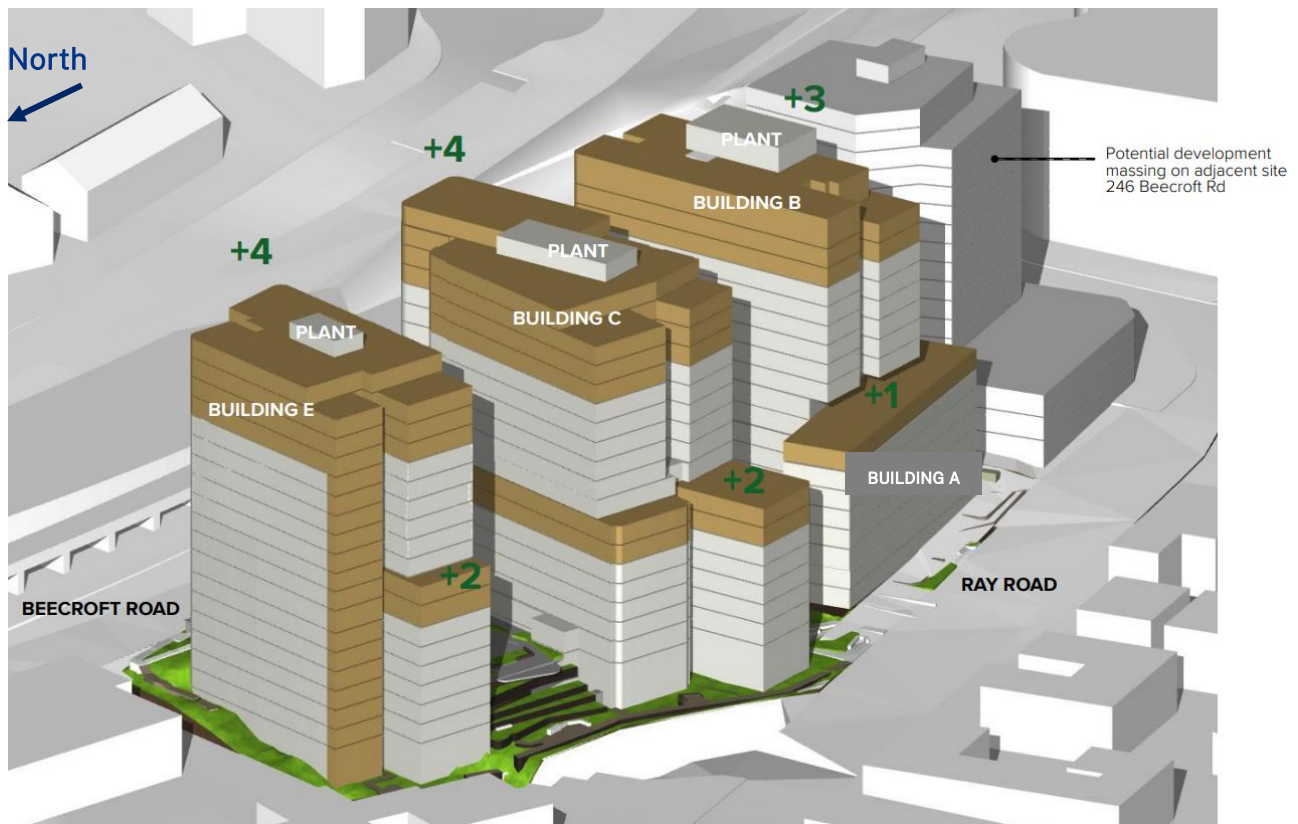 North
+3
PLANT
+4
Potential development
massing on adjacent site
246 Beecroft Rd
BUILDING B
+4
PLANT
BUILDING C
PLANT
BUILDING E
+1
+2
BUILDING A
+2
RAY ROAD
BEECROFT ROAD